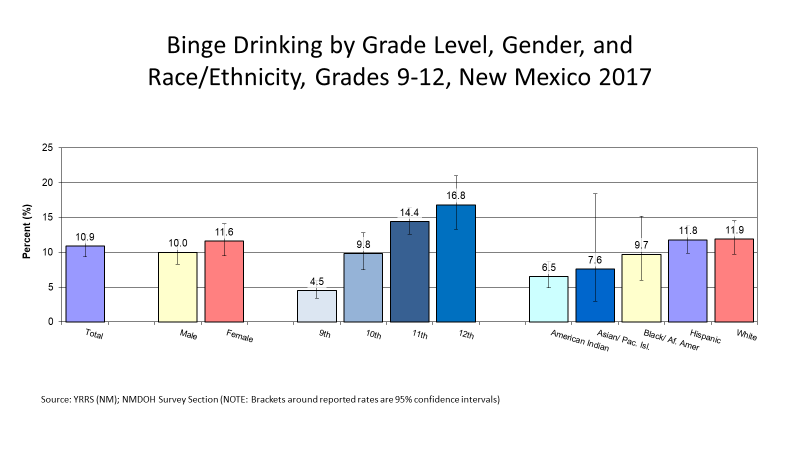 Binge Drinking by Grade Level, Gender, and
Race/Ethnicity, Grades 9-12, New Mexico 2017
25
20
15
10
5
0
Percent (%)
10.9
10.0
11.6
4.5
9.8
14.4
16.8
6.5
7.6
9.7
11.8
11.9
Total
Male
Female
9th
10th
11th
12th
American Indian
Asian/ Pac. Isl.
Black/ Af. Amer
Hispanic
White
Source: YRRS (NM); NMDOH Survey Section (NOTE: Brackets around reported rates are 95% confidence intervals)